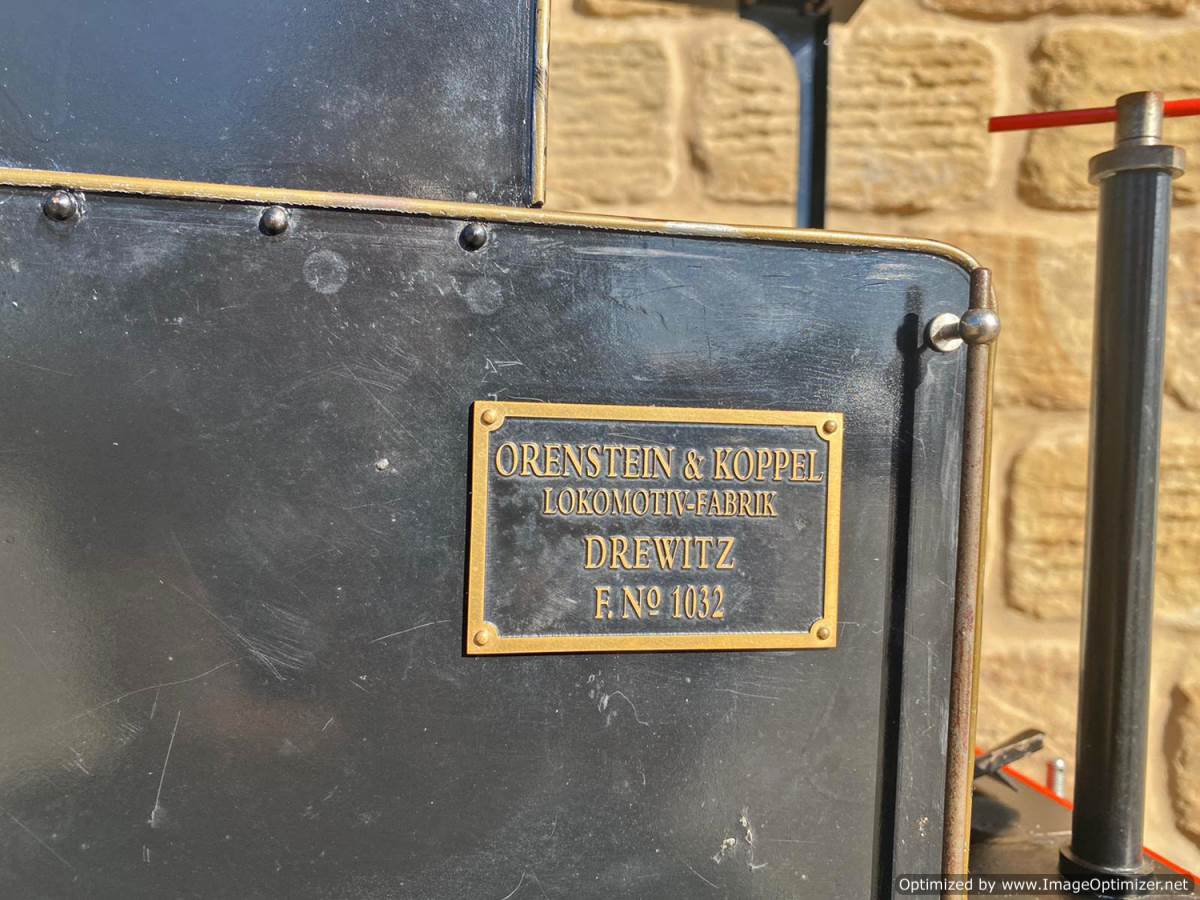 ORENSTEIN & KOPPEL
LOKOMOTIV-FABRIK
DREWITZ
F. Nº 1032
Optimized by www.ImageOptimizer.net